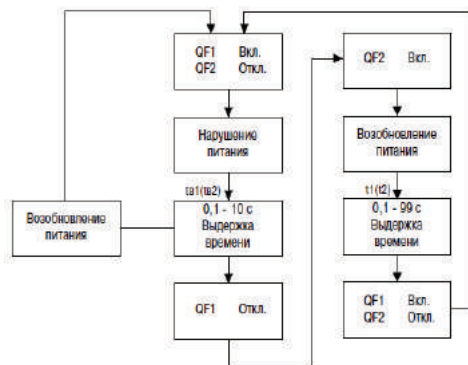 QF1 Вкл.
QF2 Откл.
Нарушение
питания
tв1(tв2)
0,1 - 10 с
Выдержка
времени
Возобновление
питания
QF1 Откл.
QF2 Вкл.
Возобновление
питания
t1(t2)
0,1 - 99 с
Выдержка
времени
QF1 Вкл.
QF2 Откл.